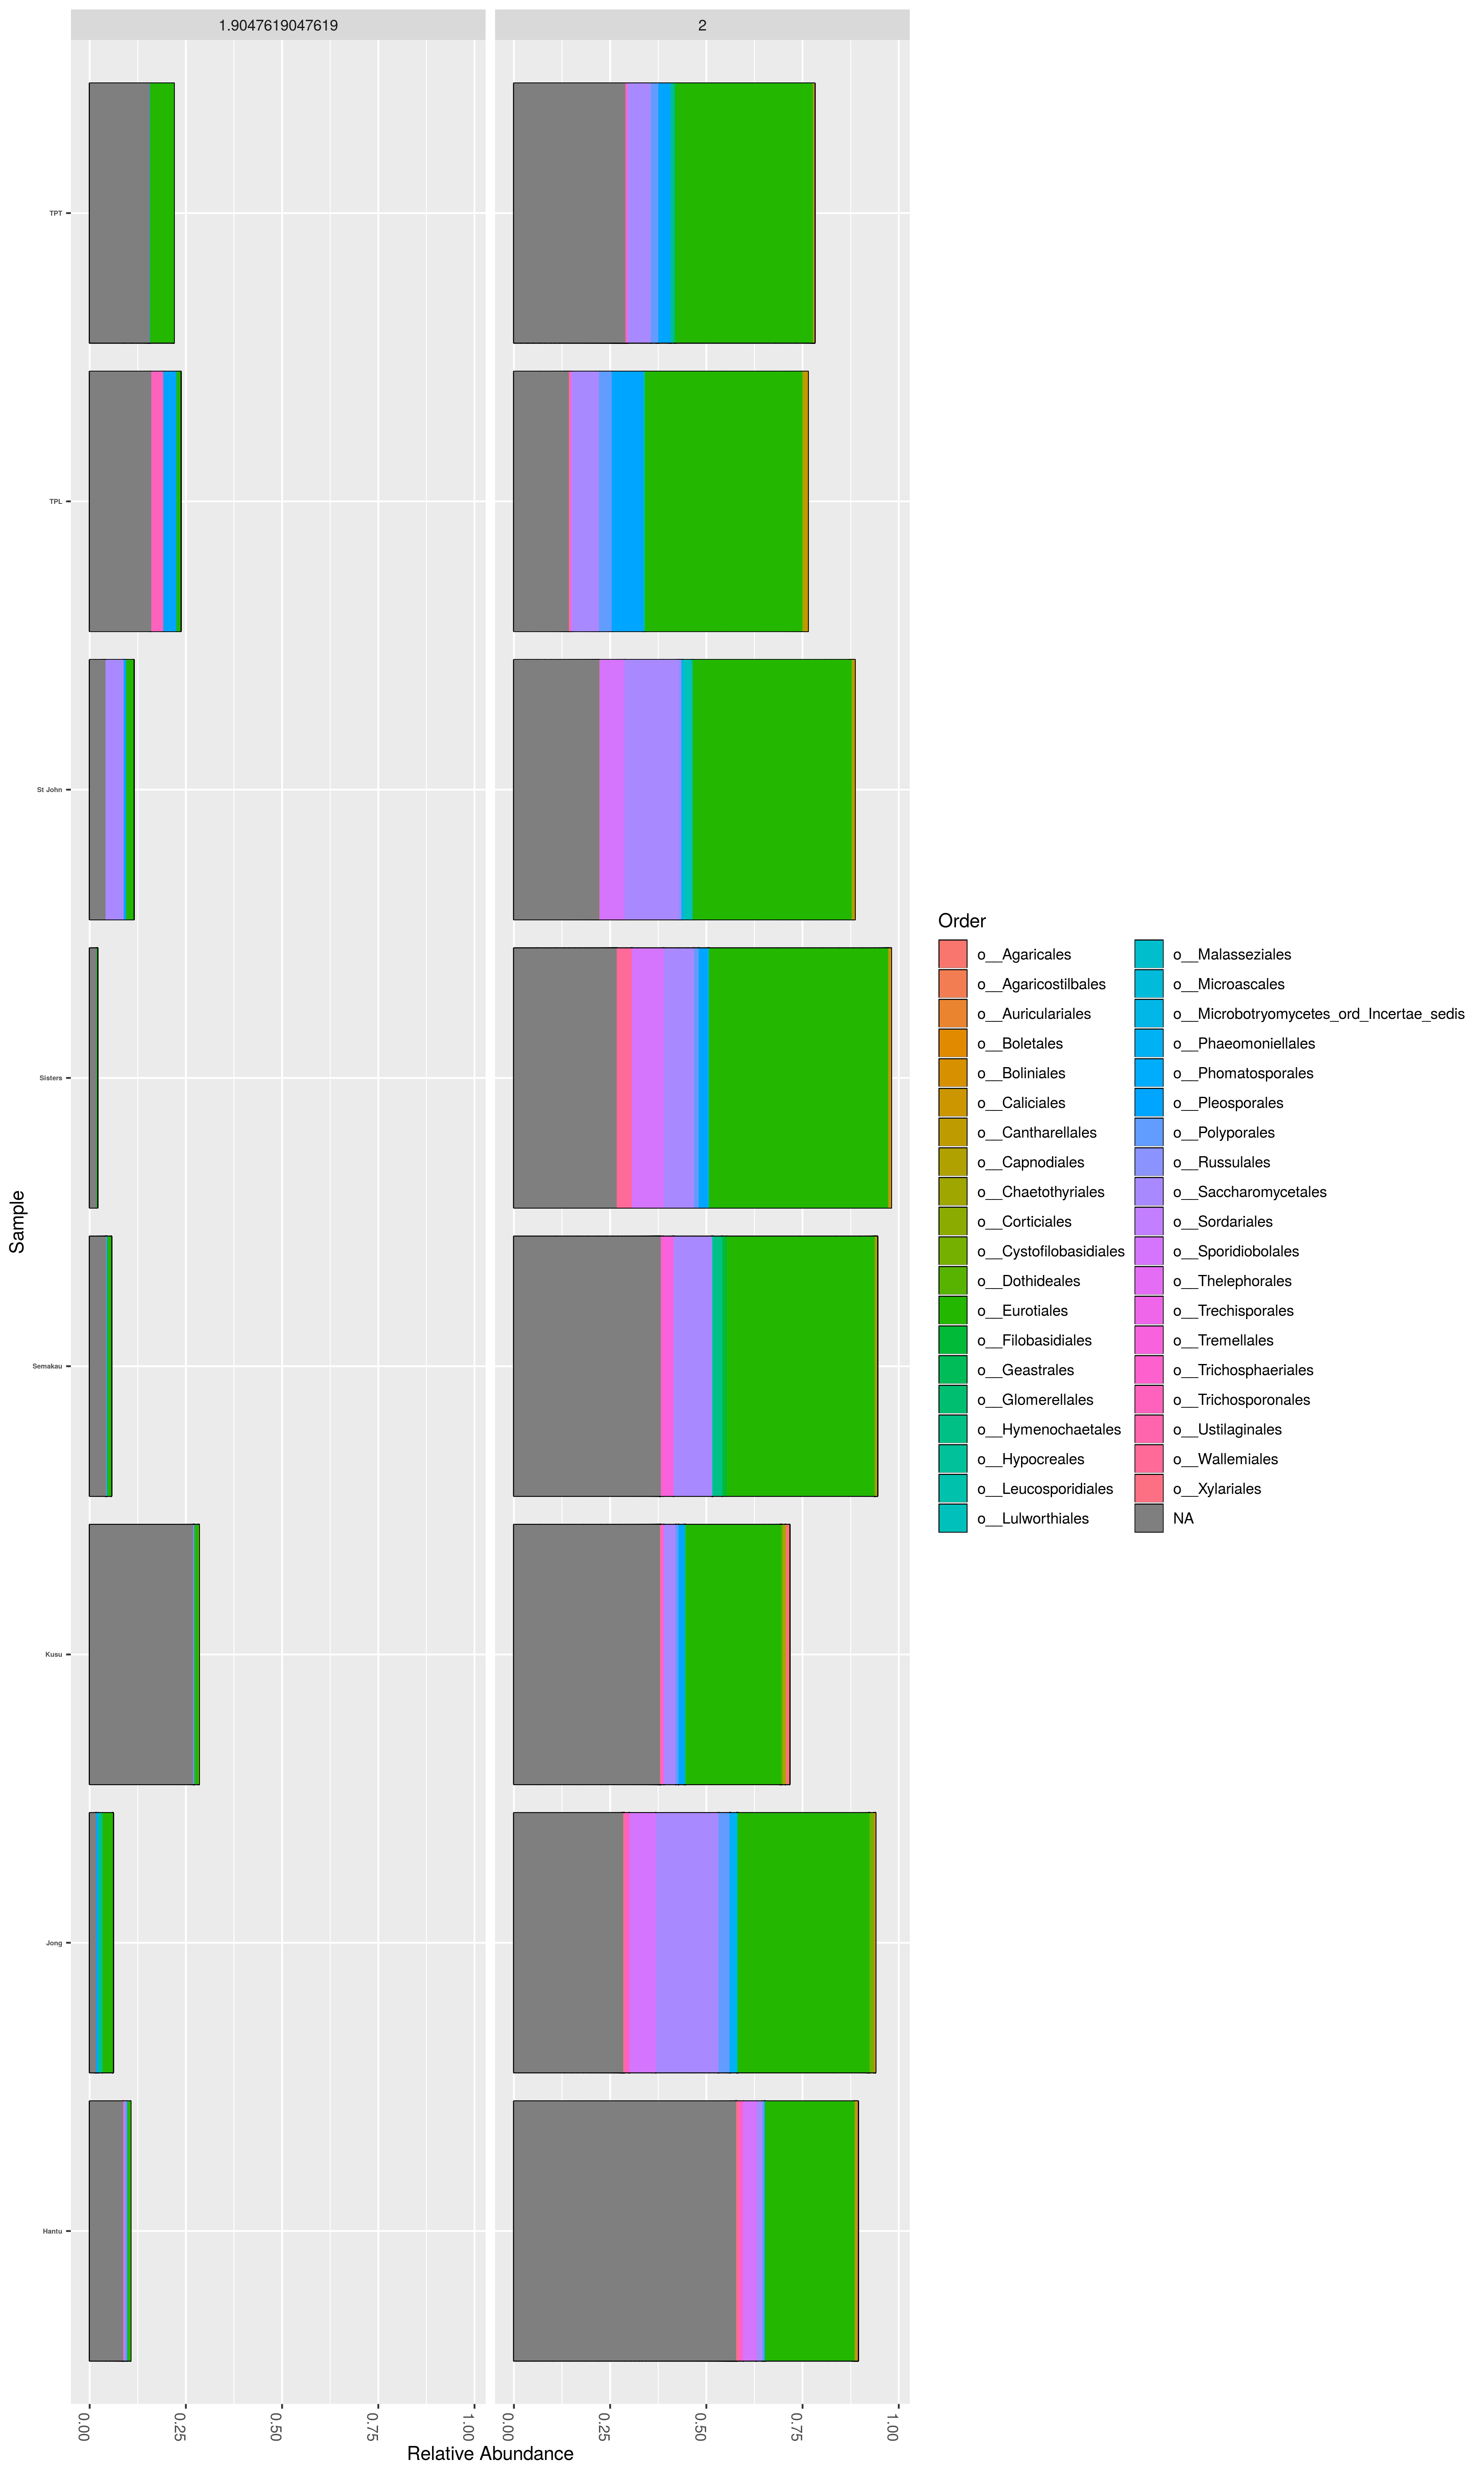 1.9047619047619
2
TPT
TPL
St John
Sisters
Semakau
Kusu
Jong
Hantu
Sample
0.00
0.25
0.50
0.75
1.00
0.00
0.25
0.50
0.75
1.00
Relative Abundance
Order
o__Agaricales
o__Agaricostilbales
o__Auriculariales
o__Boletales
o__Boliniales
o__Caliciales
o__Cantharellales
o__Capnodiales
o__Chaetothyriales
o__Corticiales
o__Cystofilobasidiales
o__Dothideales
o__Eurotiales
o__Filobasidiales
o__Geastrales
o__Glomerellales
o__Hymenochaetales
o__Hypocreales
o__Leucosporidiales
o__Lulworthiales
o__Malasseziales
o__Microascales
o__Microbotryomycetes_ord_Incertae_sedis
o__Phaeomoniellales
o__Phomatosporales
o__Pleosporales
o__Polyporales
o__Russulales
o__Saccharomycetales
o__Sordariales
o__Sporidiobolales
o__Thelephorales
o__Trechisporales
o__Tremellales
o__Trichosphaeriales
o__Trichosporonales
o__Ustilaginales
o__Wallemiales
o__Xylariales
NA